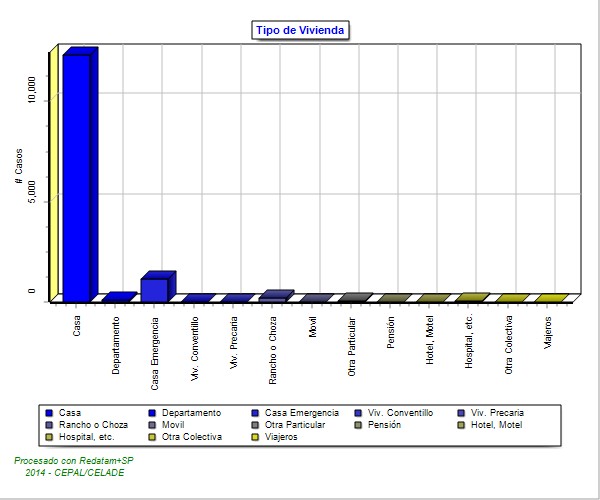 Tipo de Vivienda
# Casos
10,000
5,000
0
Casa
Departamento
Casa Emergencia
Viv. Conventillo
Viv. Precaria
Rancho o Choza
Movil
Otra Particular
Pensión
Hotel, Motel
Hospital, etc.
Otra Colectiva
Viajeros
Casa Departamento Casa Emergencia Viv. Conventillo Viv. Precaria
Rancho o Choza Movil Otra Particular Pensión Hotel, Motel
Hospital, etc. Otra Colectiva Viajeros
Procesado con Redatam+SP
2014 - CEPAL/CELADE